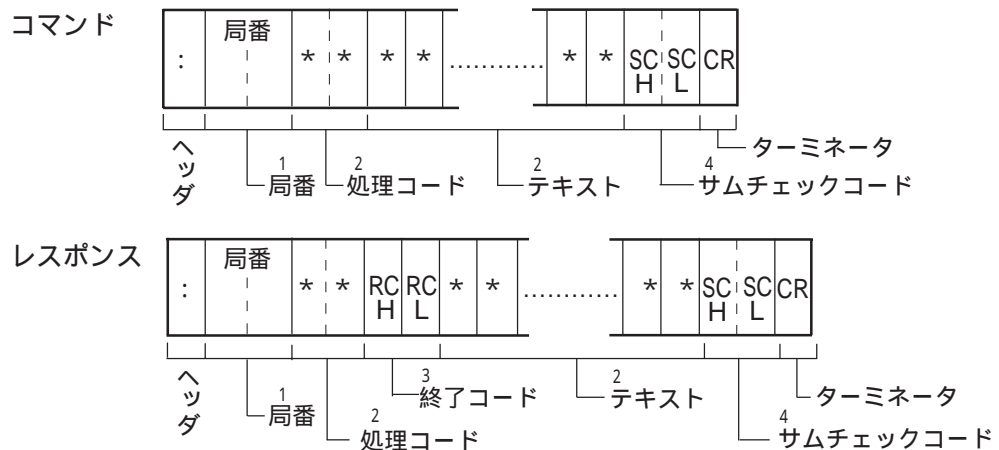 コマンド
: 局番 * * * * ............ * * SC H SC L CR
ヘッダ
1 局番
2 処理コード
2 テキスト
4 サムチェックコード
ターミネータ
レスポンス
: 局番 * * RC H RC L * * ............ * * SC H SC L CR
ヘッダ
1 局番
2 処理コード
3 終了コード
2 テキスト
4 サムチェックコード
ターミネータ